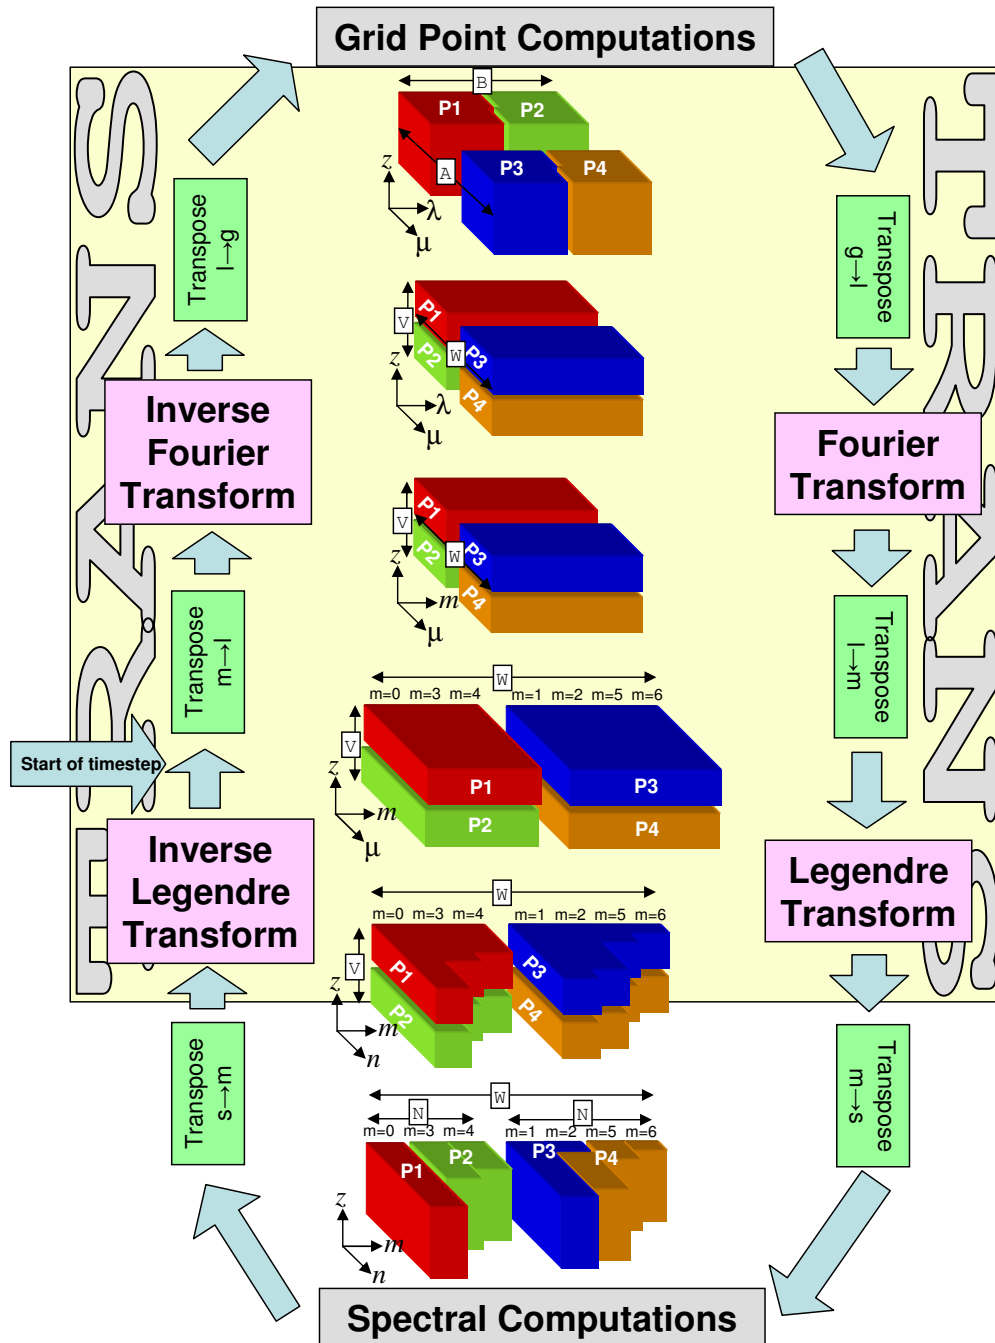 Grid Point Computations
TRANS
TRANS
B
P1
P2
P3
P4
A
z
λ
μ
Transpose
l→g
Transpose
g→l
V
P1
P2
W
P3
P4
z
λ
μ
Inverse
Fourier
Transform
Fourier
Transform
V
P1
P2
W
P3
P4
z
m
μ
Transpose
m→l
Transpose
l→m
W
m=0 m=3 m=4 m=1 m=2 m=5 m=6
V
P1
P3
P2
P4
z
m
μ
Start of timestep
Inverse
Legendre
Transform
Legendre
Transform
W
m=0 m=3 m=4 m=1 m=2 m=5 m=6
V
P1
P3
P2
P4
z
m
n
Transpose
s→m
Transpose
m→s
W
N
N
m=0 m=3 m=4 m=1 m=2 m=5 m=6
P1
P2
P3
P4
z
m
n
Spectral Computations